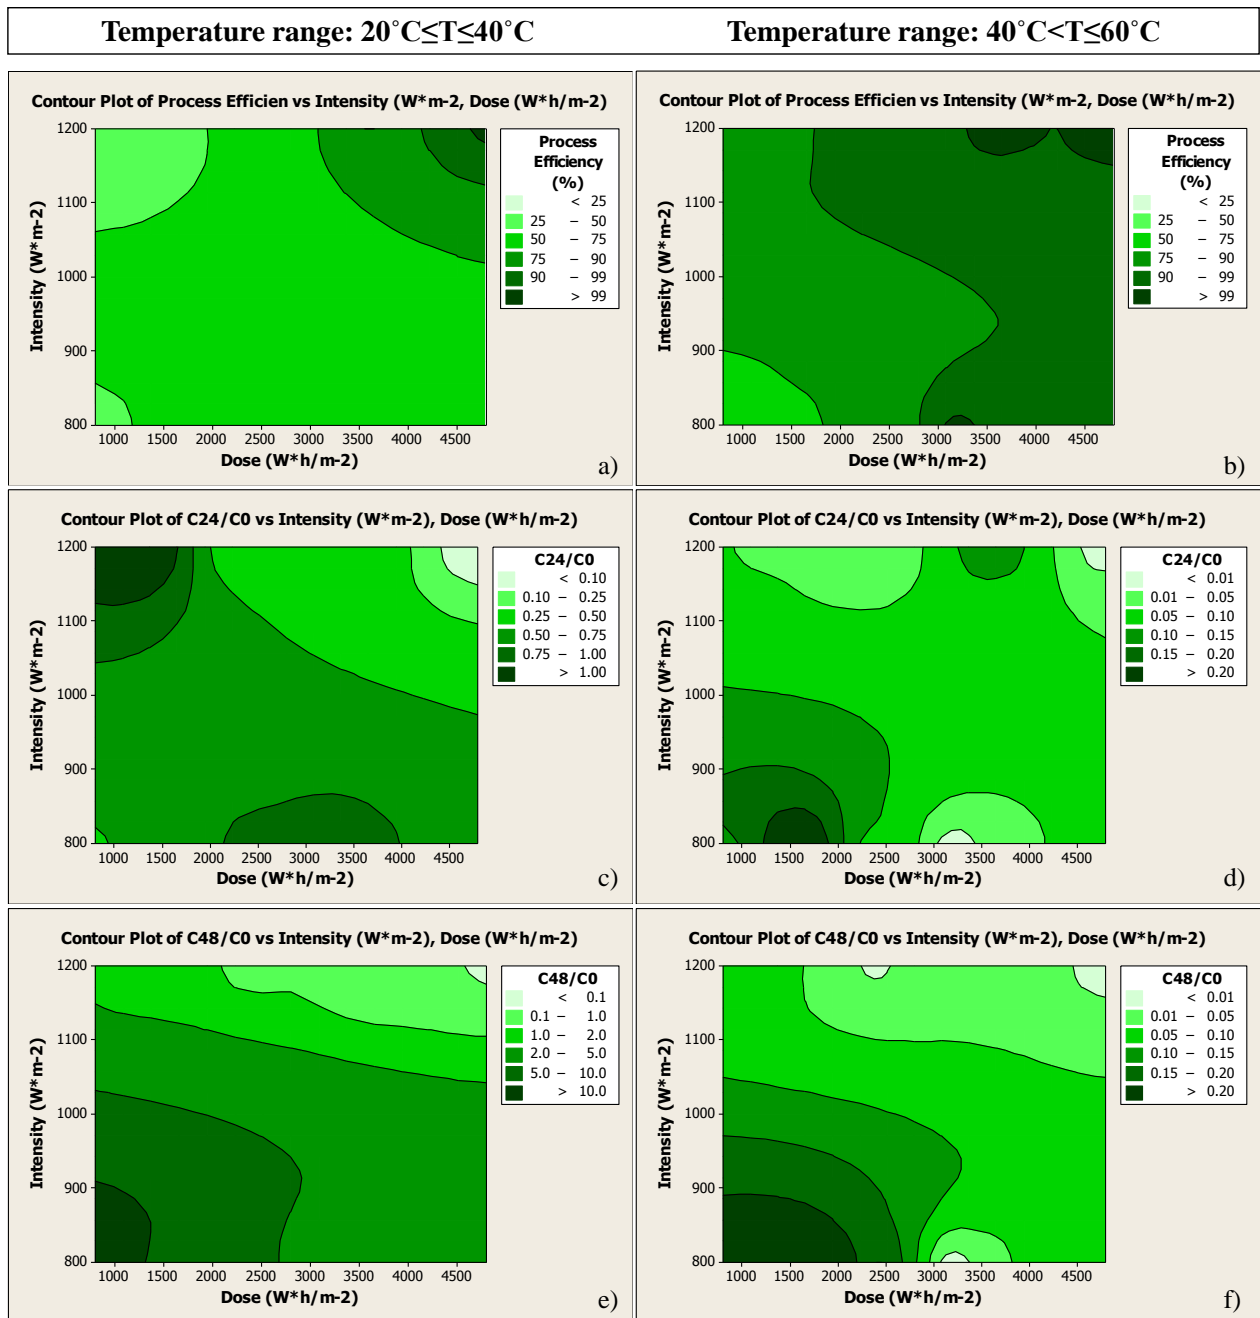 Temperature range: 20˚C≤T≤40˚C
Temperature range: 40˚C<T≤60˚C
Contour Plot of Process Efficien vs Intensity (W*m-2, Dose (W*h/m-2)
1200
1100
1000
900
800
Intensity (W*m-2)
1000 1500 2000 2500 3000 3500 4000 4500
Dose (W*h/m-2)
Process
Efficiency
(%)
< 25
25 – 50
50 – 75
75 – 90
90 – 99
> 99
a)
Contour Plot of Process Efficien vs Intensity (W*m-2, Dose (W*h/m-2)
1200
1100
1000
900
800
Intensity (W*m-2)
1000 1500 2000 2500 3000 3500 4000 4500
Dose (W*h/m-2)
Process
Efficiency
(%)
< 25
25 – 50
50 – 75
75 – 90
90 – 99
> 99
b)
Contour Plot of C24/C0 vs Intensity (W*m-2), Dose (W*h/m-2)
1200
1100
1000
900
800
Intensity (W*m-2)
1000 1500 2000 2500 3000 3500 4000 4500
Dose (W*h/m-2)
C24/C0
< 0.10
0.10 – 0.25
0.25 – 0.50
0.50 – 0.75
0.75 – 1.00
> 1.00
c)
Contour Plot of C24/C0 vs Intensity (W*m-2), Dose (W*h/m-2)
1200
1100
1000
900
800
Intensity (W*m-2)
1000 1500 2000 2500 3000 3500 4000 4500
Dose (W*h/m-2)
C24/C0
< 0.01
0.01 – 0.05
0.05 – 0.10
0.10 – 0.15
0.15 – 0.20
> 0.20
d)
Contour Plot of C48/C0 vs Intensity (W*m-2), Dose (W*h/m-2)
1200
1100
1000
900
800
Intensity (W*m-2)
1000 1500 2000 2500 3000 3500 4000 4500
Dose (W*h/m-2)
C48/C0
< 0.1
0.1 – 1.0
1.0 – 2.0
2.0 – 5.0
5.0 – 10.0
> 10.0
e)
Contour Plot of C48/C0 vs Intensity (W*m-2), Dose (W*h/m-2)
1200
1100
1000
900
800
Intensity (W*m-2)
1000 1500 2000 2500 3000 3500 4000 4500
Dose (W*h/m-2)
C48/C0
< 0.01
0.01 – 0.05
0.05 – 0.10
0.10 – 0.15
0.15 – 0.20
> 0.20
f)